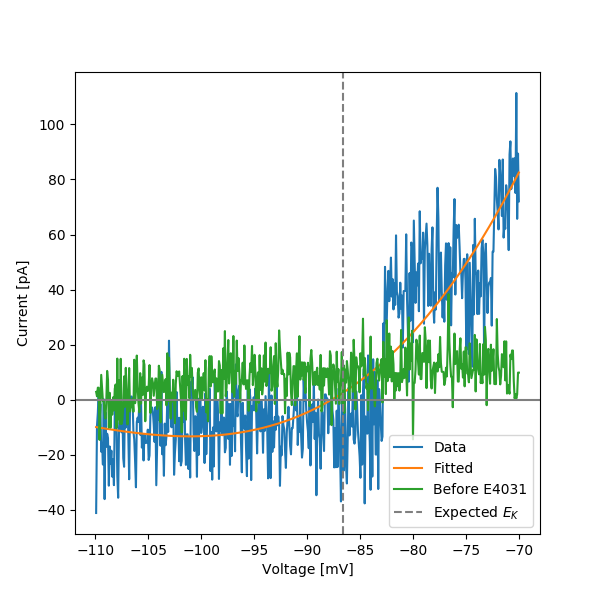 100
80
60
40
20
0
−20
−40
Current [pA]
−110 −105 −100 −95 −90 −85 −80 −75 −70
Voltage [mV]
Data
Fitted
Before E4031
Expected E_K